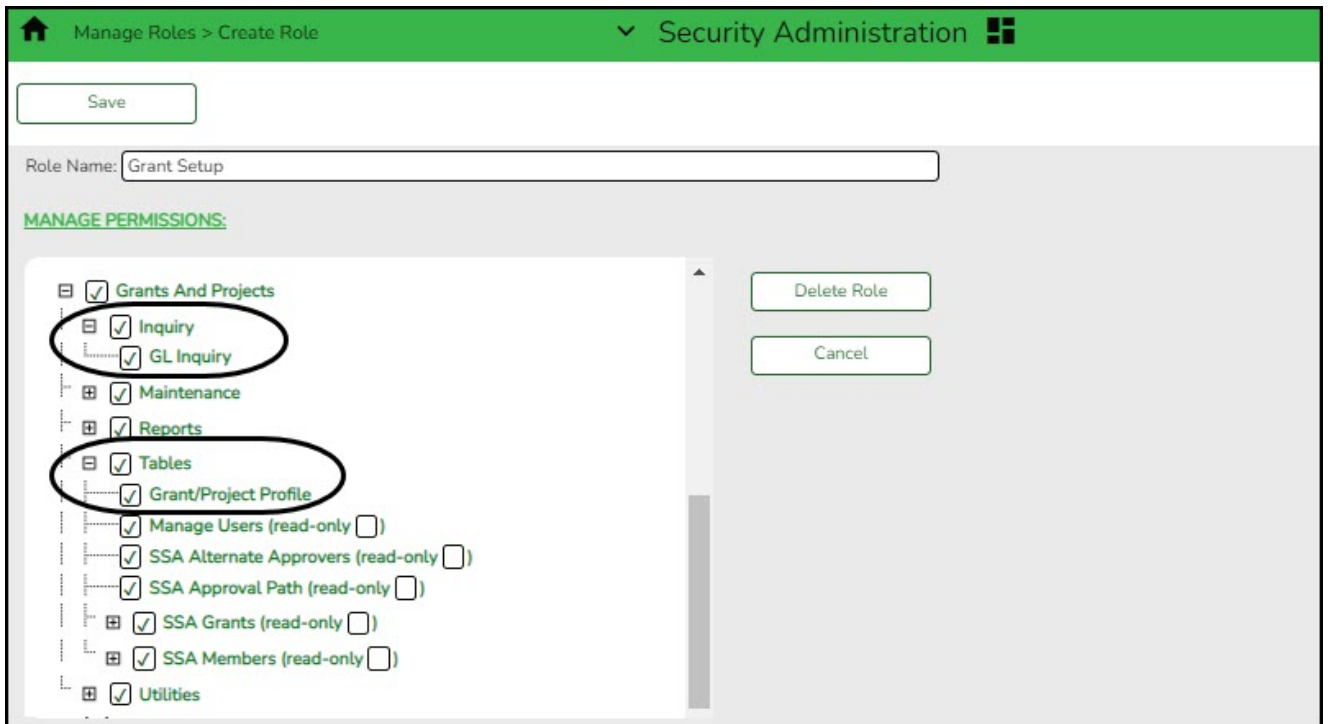 Manage Roles > Create Role
Security Administration
Save
Role Name: Grant Setup
MANAGE PERMISSIONS:
Grants And Projects
Inquiry
GL Inquiry
Maintenance
Reports
Tables
Grant/Project Profile
Manage Users (read-only )
SSA Alternate Approvers (read-only )
SSA Approval Path (read-only )
SSA Grants (read-only )
SSA Members (read-only )
Utilities
Delete Role
Cancel